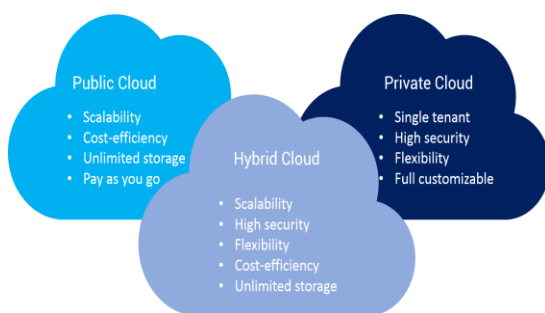 Public Cloud
• Scalability
• Cost-efficiency
• Unlimited storage
• Pay as you go
Private Cloud
• Single tenant
• High security
• Flexibility
• Full customizable
Hybrid Cloud
• Scalability
• High security
• Flexibility
• Cost-efficiency
• Unlimited storage